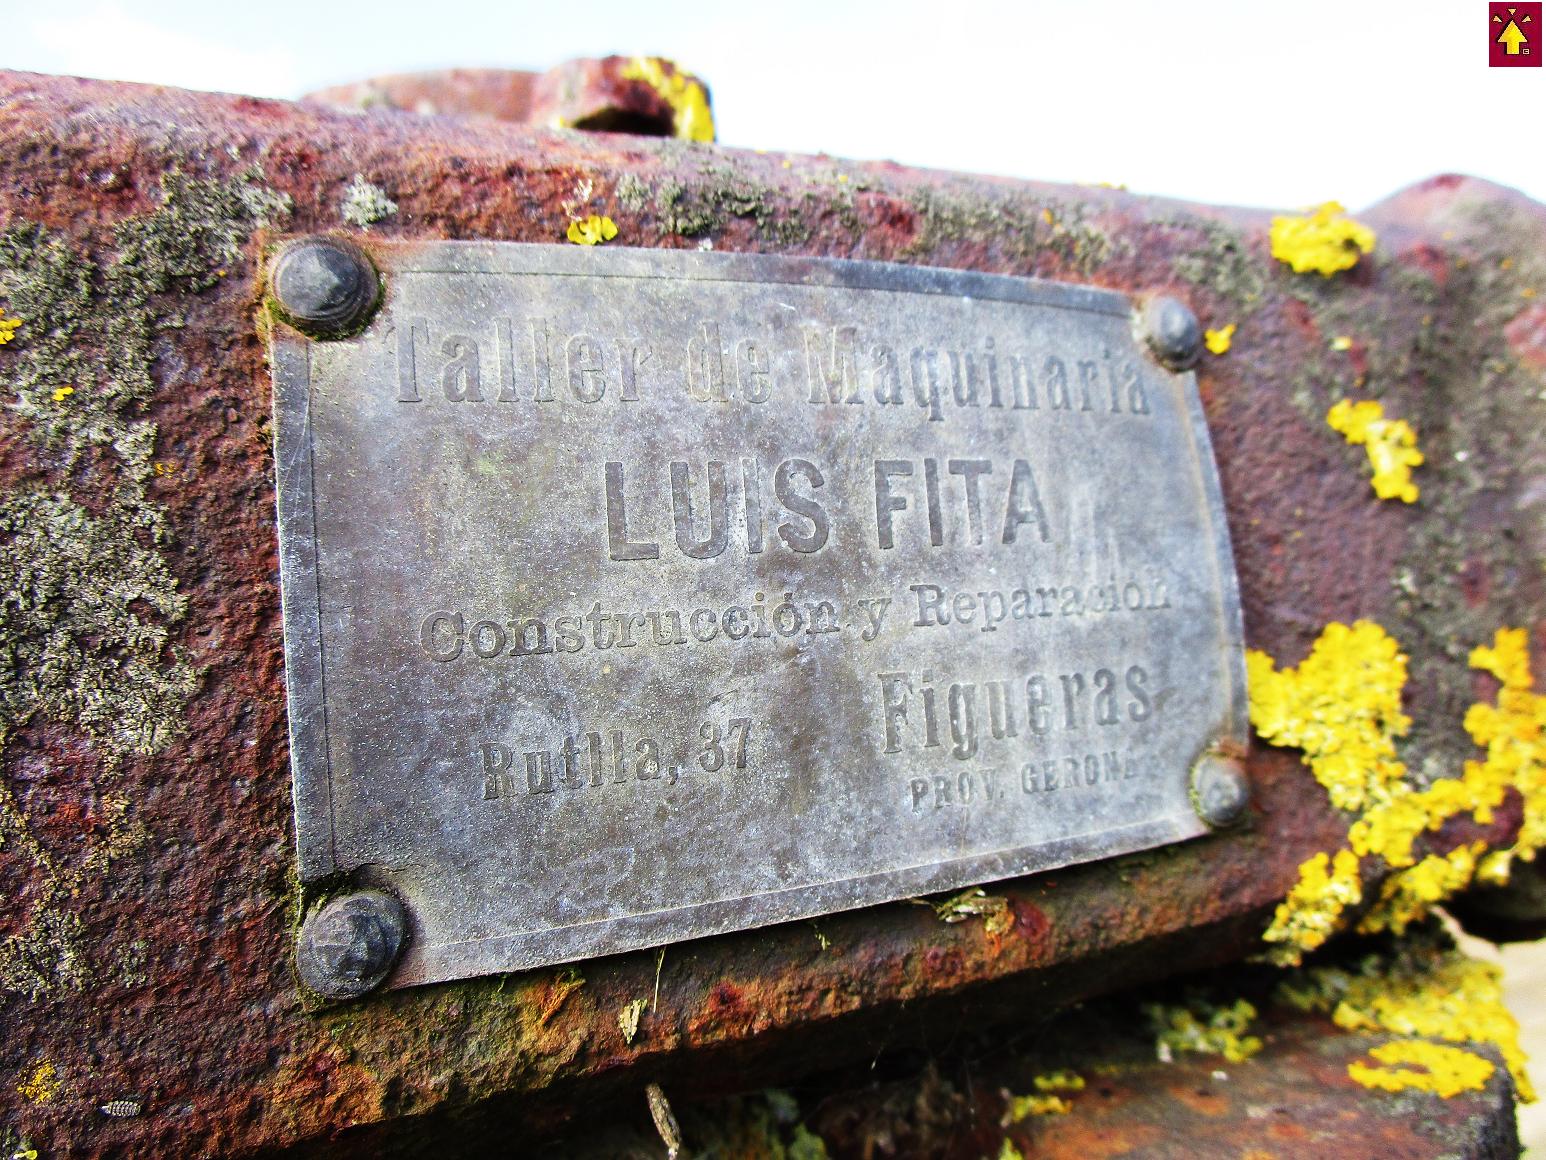 Taller de Maquinaria
LUIS FITA
Construcción y Reparación
Rutlla, 37 Figueras
PROV. GERONA